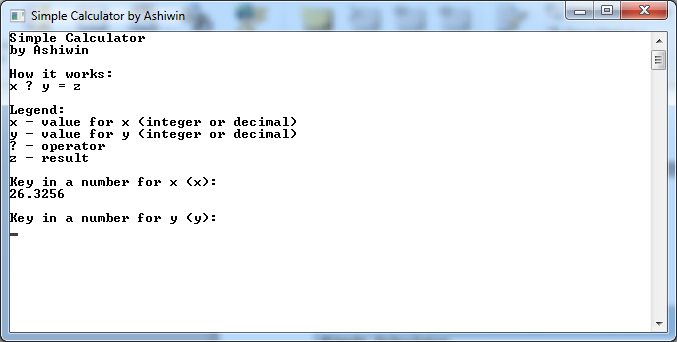 Simple Calculator by Ashiwin
Simple Calculator
by Ashiwin
How it works:
x ? y = z
Legend:
x - value for x (integer or decimal)
y - value for y (integer or decimal)
? - operator
z - result
Key in a number for x (x):
26.3256
Key in a number for y (y):